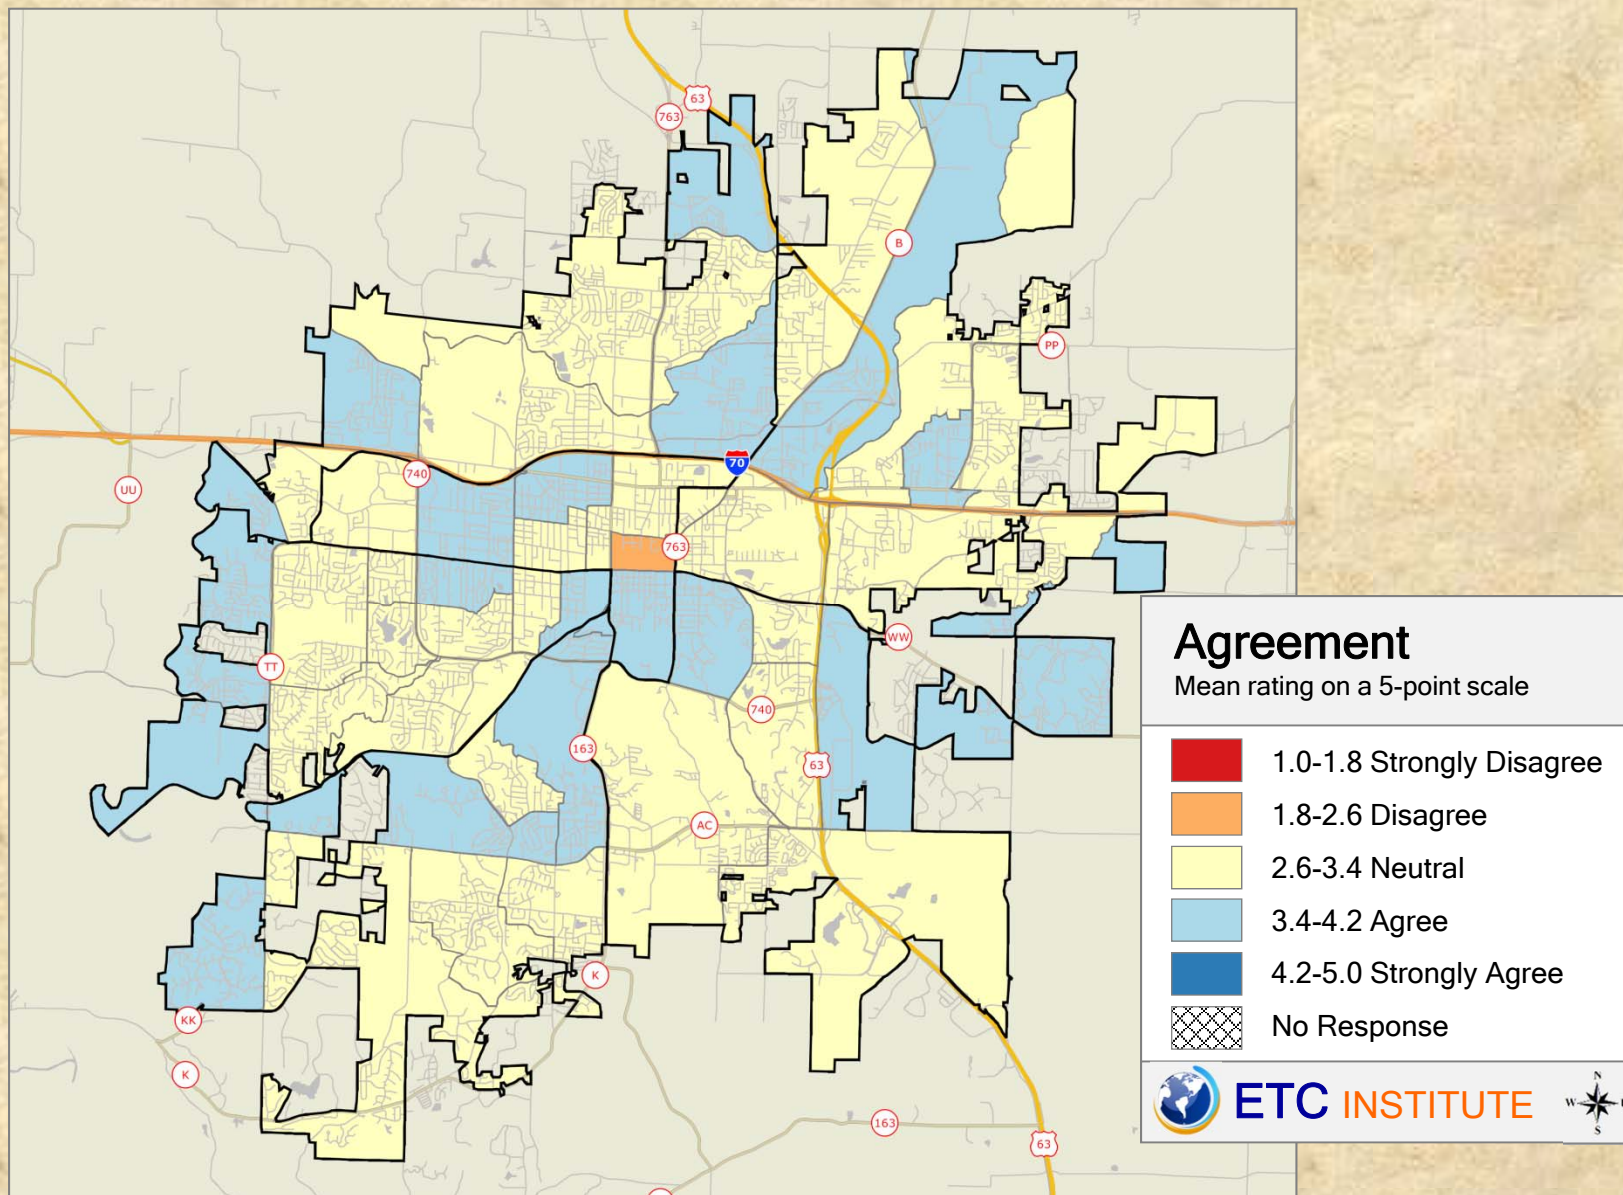 63
763
B
PP
70
740
UU
763
WW
TT
740
163
63
AC
K
KK
K
163
63
Agreement
Mean rating on a 5-point scale
1.0-1.8 Strongly Disagree
1.8-2.6 Disagree
2.6-3.4 Neutral
3.4-4.2 Agree
4.2-5.0 Strongly Agree
No Response
ETC INSTITUTE
N
W
S